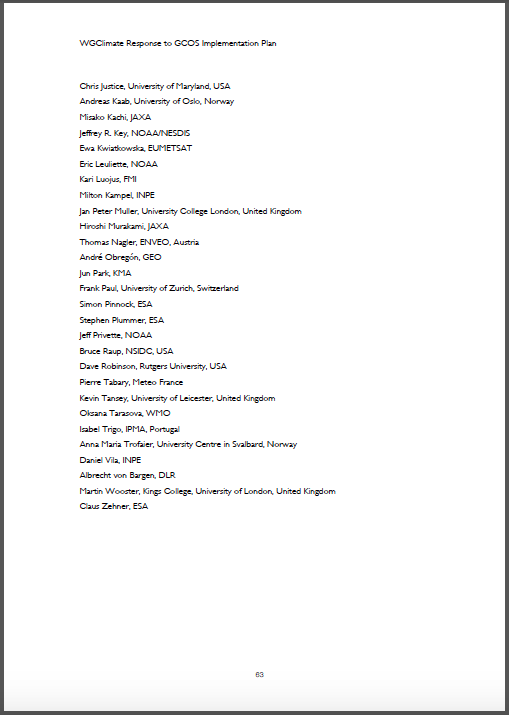 WGClimate Response to GCOS Implementation Plan
Chris Justice, University of Maryland, USA
Andreas Kaab, University of Oslo, Norway
Misako Kachi, JAXA
Jeffrey R. Key, NOAA/NESDIS
Ewa Kwiatkowska, EUMETSAT
Eric Leuliette, NOAA
Kari Luojus, FMI
Milton Kampel, INPE
Jan Peter Muller, University College London, United Kingdom
Hiroshi Murakami, JAXA
Thomas Nagler, ENVEO, Austria
André Obregón, GEO
Jun Park, KMA
Frank Paul, University of Zurich, Switzerland
Simon Pinnock, ESA
Stephen Plummer, ESA
Jeff Privette, NOAA
Bruce Raup, NSIDC, USA
Dave Robinson, Rutgers University, USA
Pierre Tabary, Meteo France
Kevin Tansey, University of Leicester, United Kingdom
Oksana Tarasova, WMO
Isabel Trigo, IPMA, Portugal
Anna Maria Trofaier, University Centre in Svalbard, Norway
Daniel Vila, INPE
Albrecht von Bargen, DLR
Martin Wooster, Kings College, University of London, United Kingdom
Claus Zehner, ESA
63